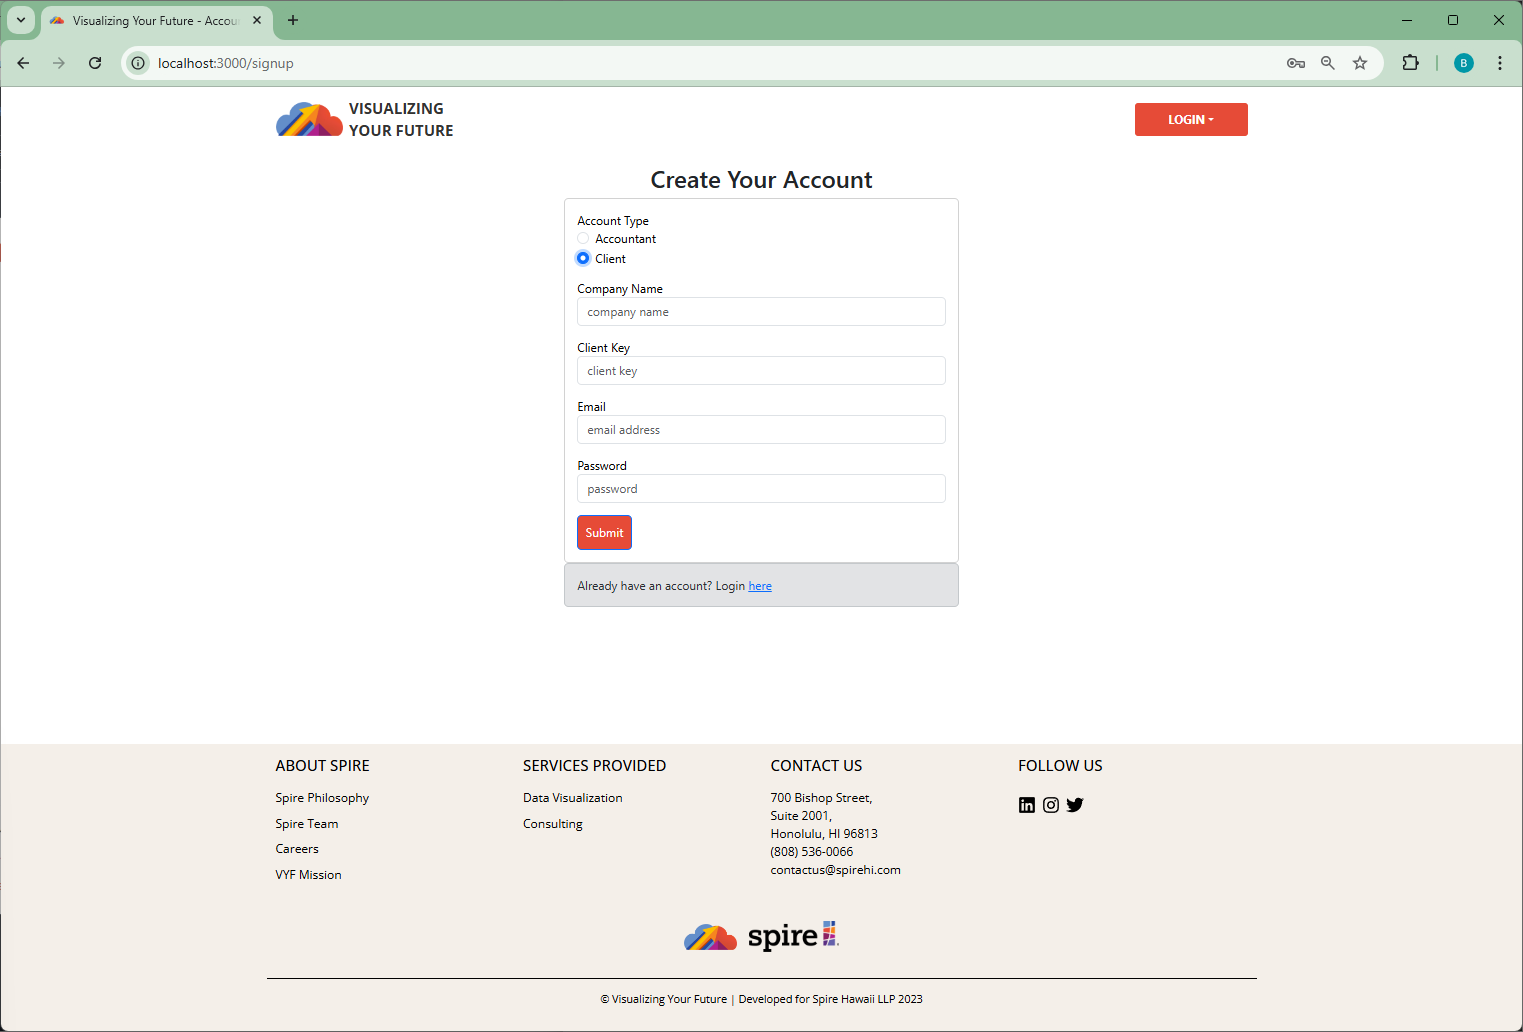 Visualizing Your Future - Accou
localhost:3000/signup
B
VISUALIZING
YOUR FUTURE
LOGIN
Create Your Account
Account Type
Accountant
Client
Company Name
company name
Client Key
client key
Email
email address
Password
password
Submit
Already have an account? Login here
ABOUT SPIRE
Spire Philosophy
Spire Team
Careers
VYF Mission
SERVICES PROVIDED
Data Visualization
Consulting
CONTACT US
700 Bishop Street,
Suite 2001,
Honolulu, HI 96813
(808) 536-0066
contactus@spirehi.com
FOLLOW US
spire
© Visualizing Your Future | Developed for Spire Hawaii LLP 2023